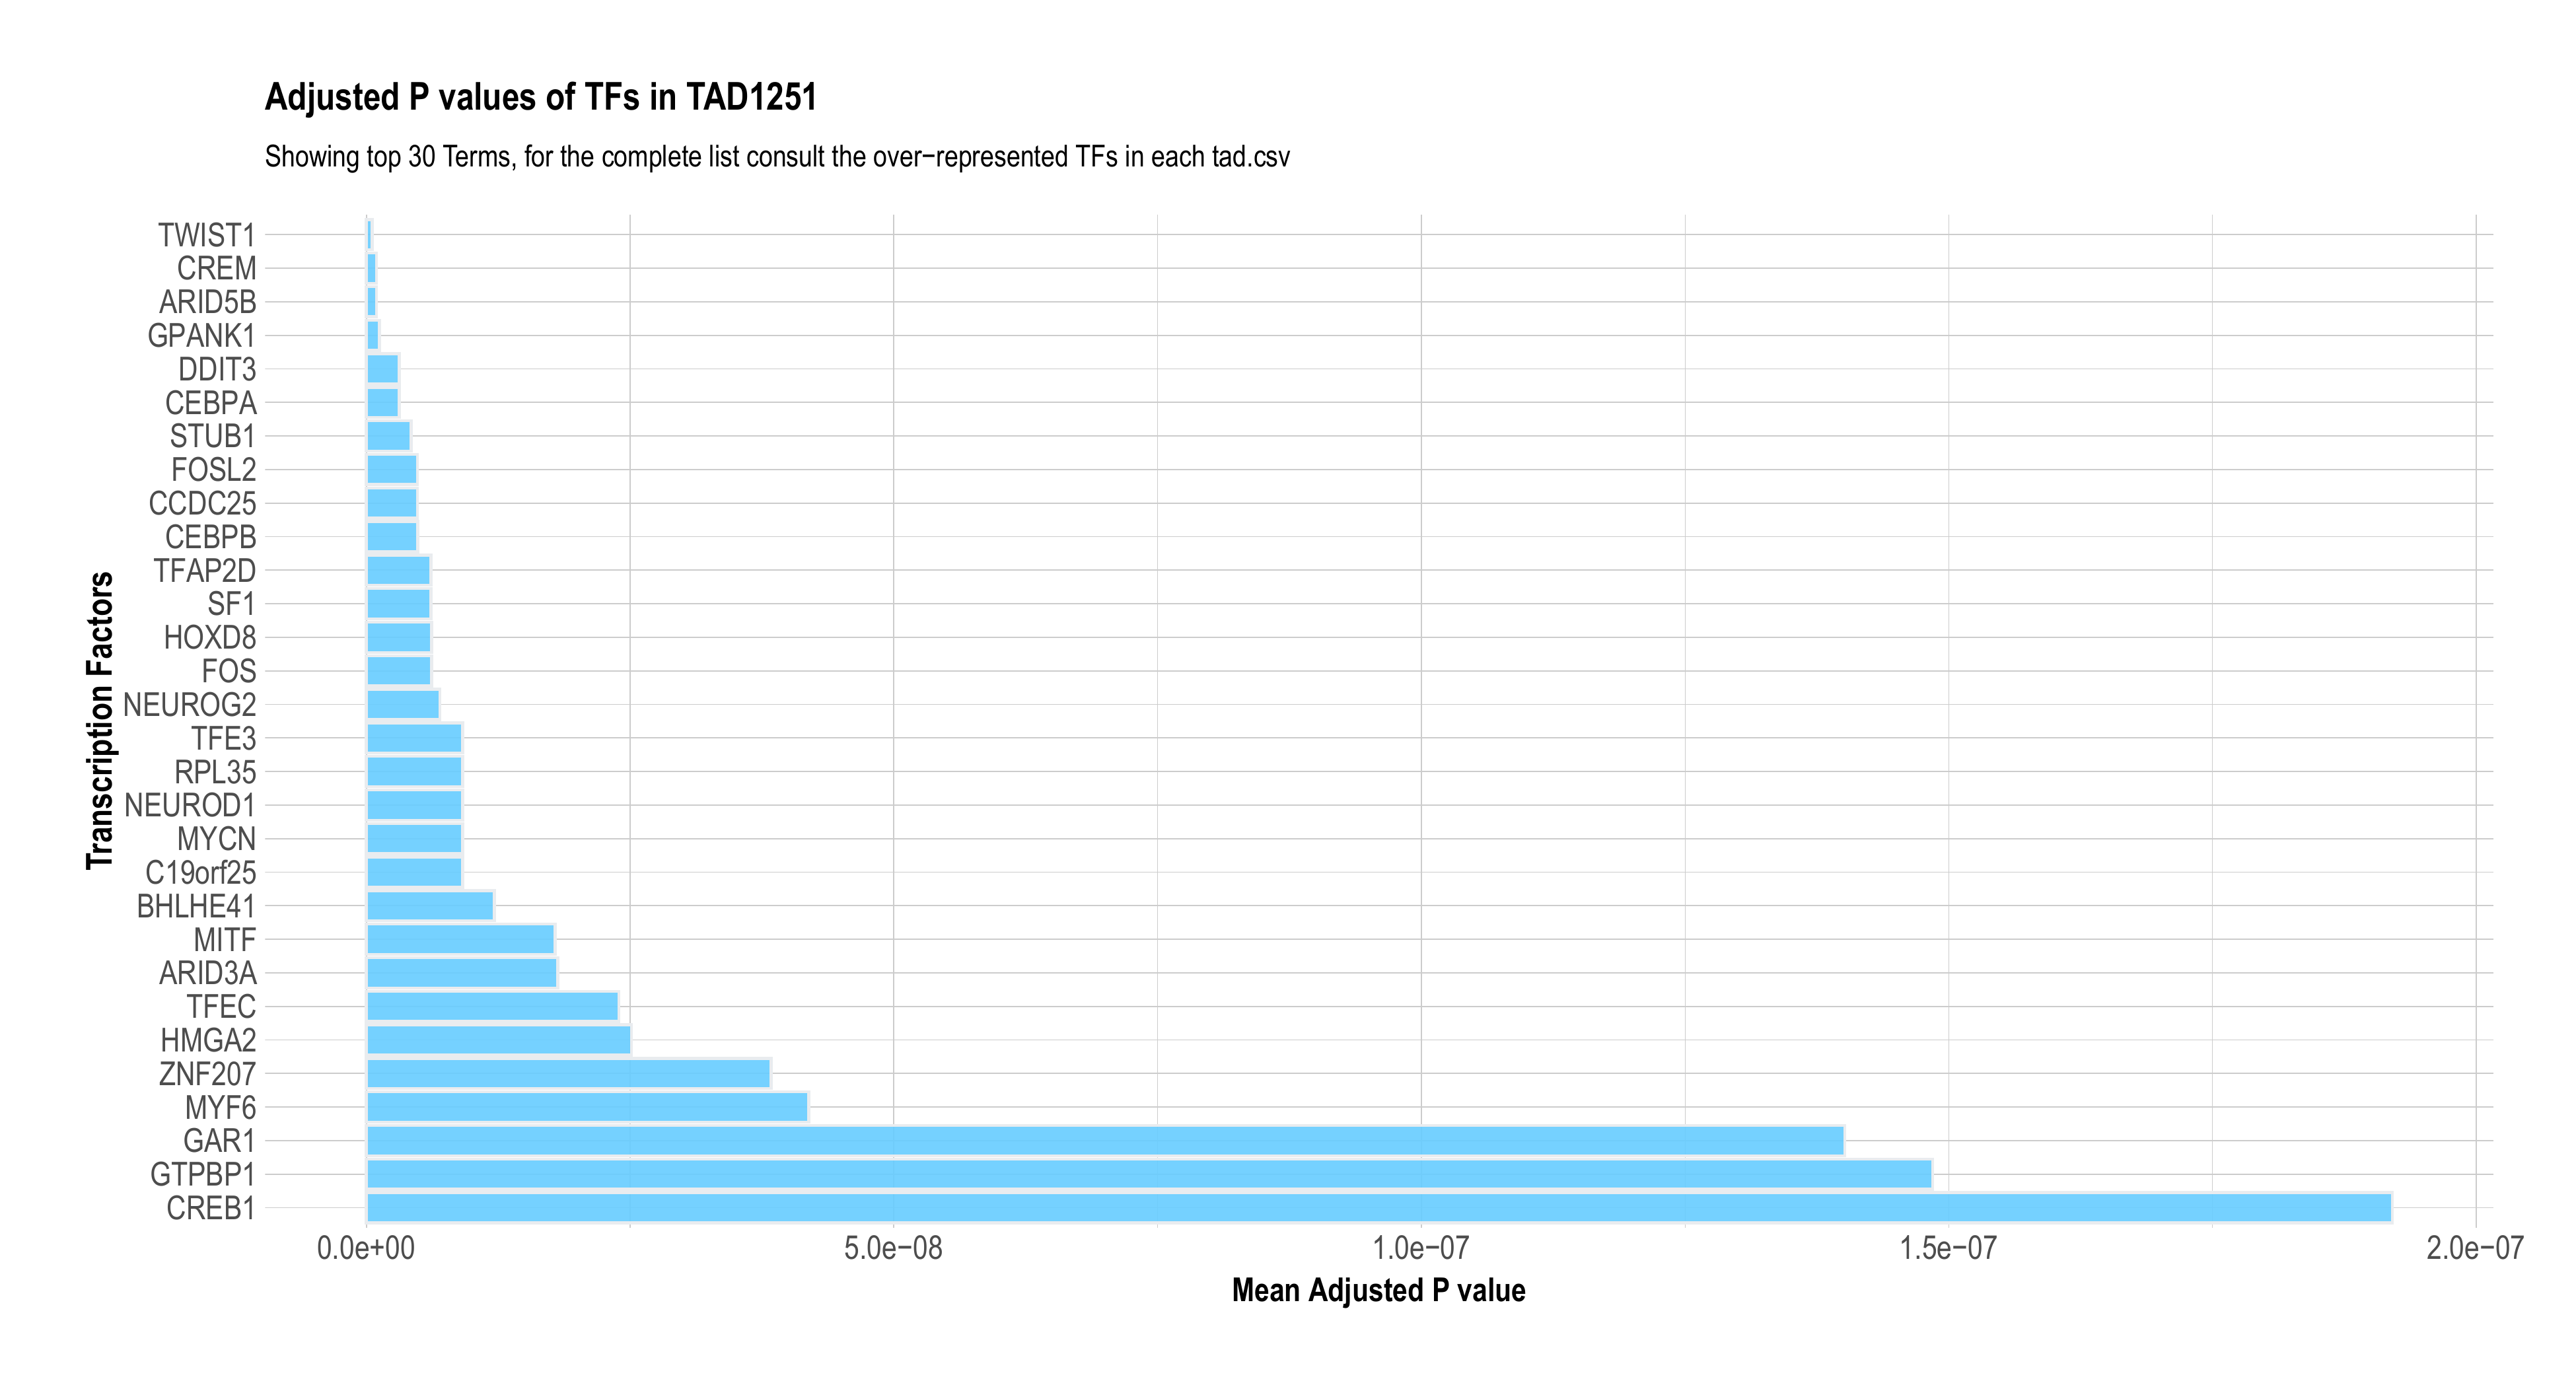 Adjusted P values of TFs in TAD1251
Showing top 30 Terms, for the complete list consult the over−represented TFs in each tad.csv
Transcription Factors
TWIST1
CREM
ARID5B
GPANK1
DDIT3
CEBPA
STUB1
FOSL2
CCDC25
CEBPB
TFAP2D
SF1
HOXD8
FOS
NEUROG2
TFE3
RPL35
NEUROD1
MYCN
C19orf25
BHLHE41
MITF
ARID3A
TFEC
HMGA2
ZNF207
MYF6
GAR1
GTPBP1
CREB1
0.0e+00 5.0e−08 1.0e−07 1.5e−07 2.0e−07
Mean Adjusted P value